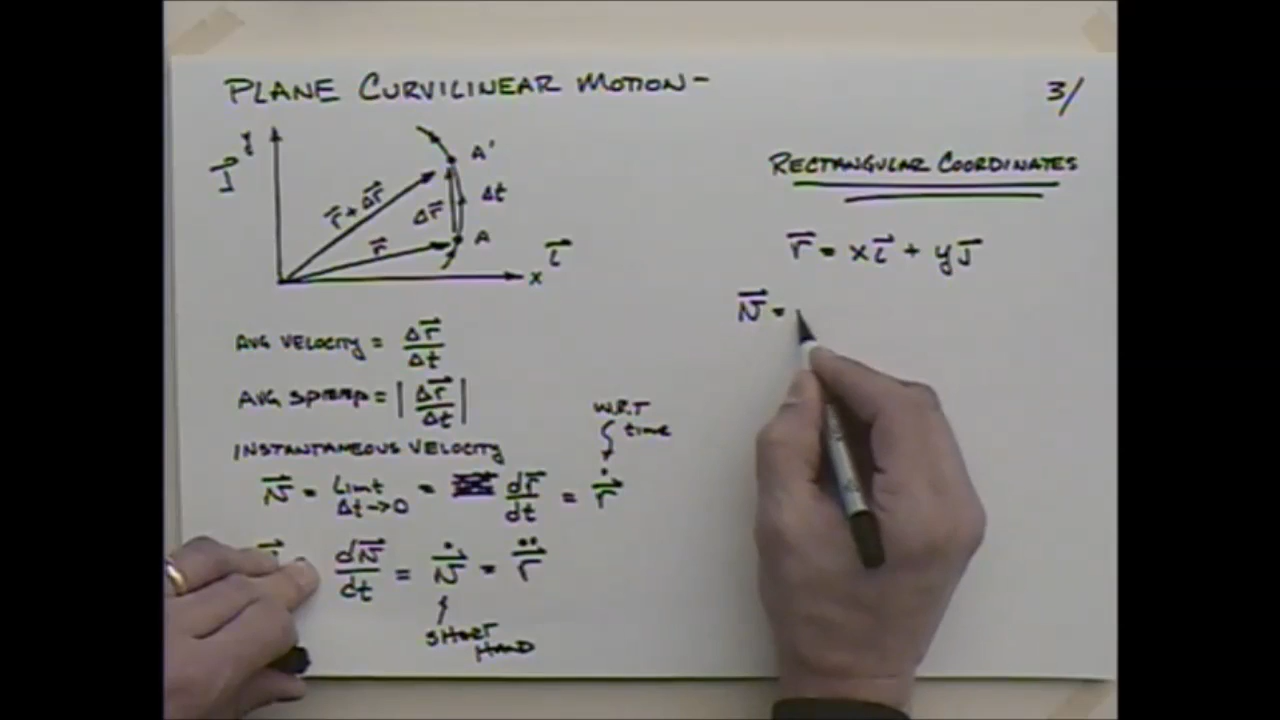 PLANE CURVILINEAR MOTION-
3/
y
J⃗
A'
r⃗ + Δr⃗
Δr⃗
Δt
r⃗
A
x
i⃗
AVG VELOCITY = Δr⃗/Δt
AVG SPEED = |Δr⃗/Δt|
INSTANTANEOUS VELOCITY
W.R.T
time
v⃗ = Limit Δt→0 = dr⃗/dt = ṙ⃗
dv⃗/dt = v̇⃗ = r̈⃗
SHORT
HAND
RECTANGULAR COORDINATES
r⃗ = xi⃗ + yJ⃗
v⃗ =